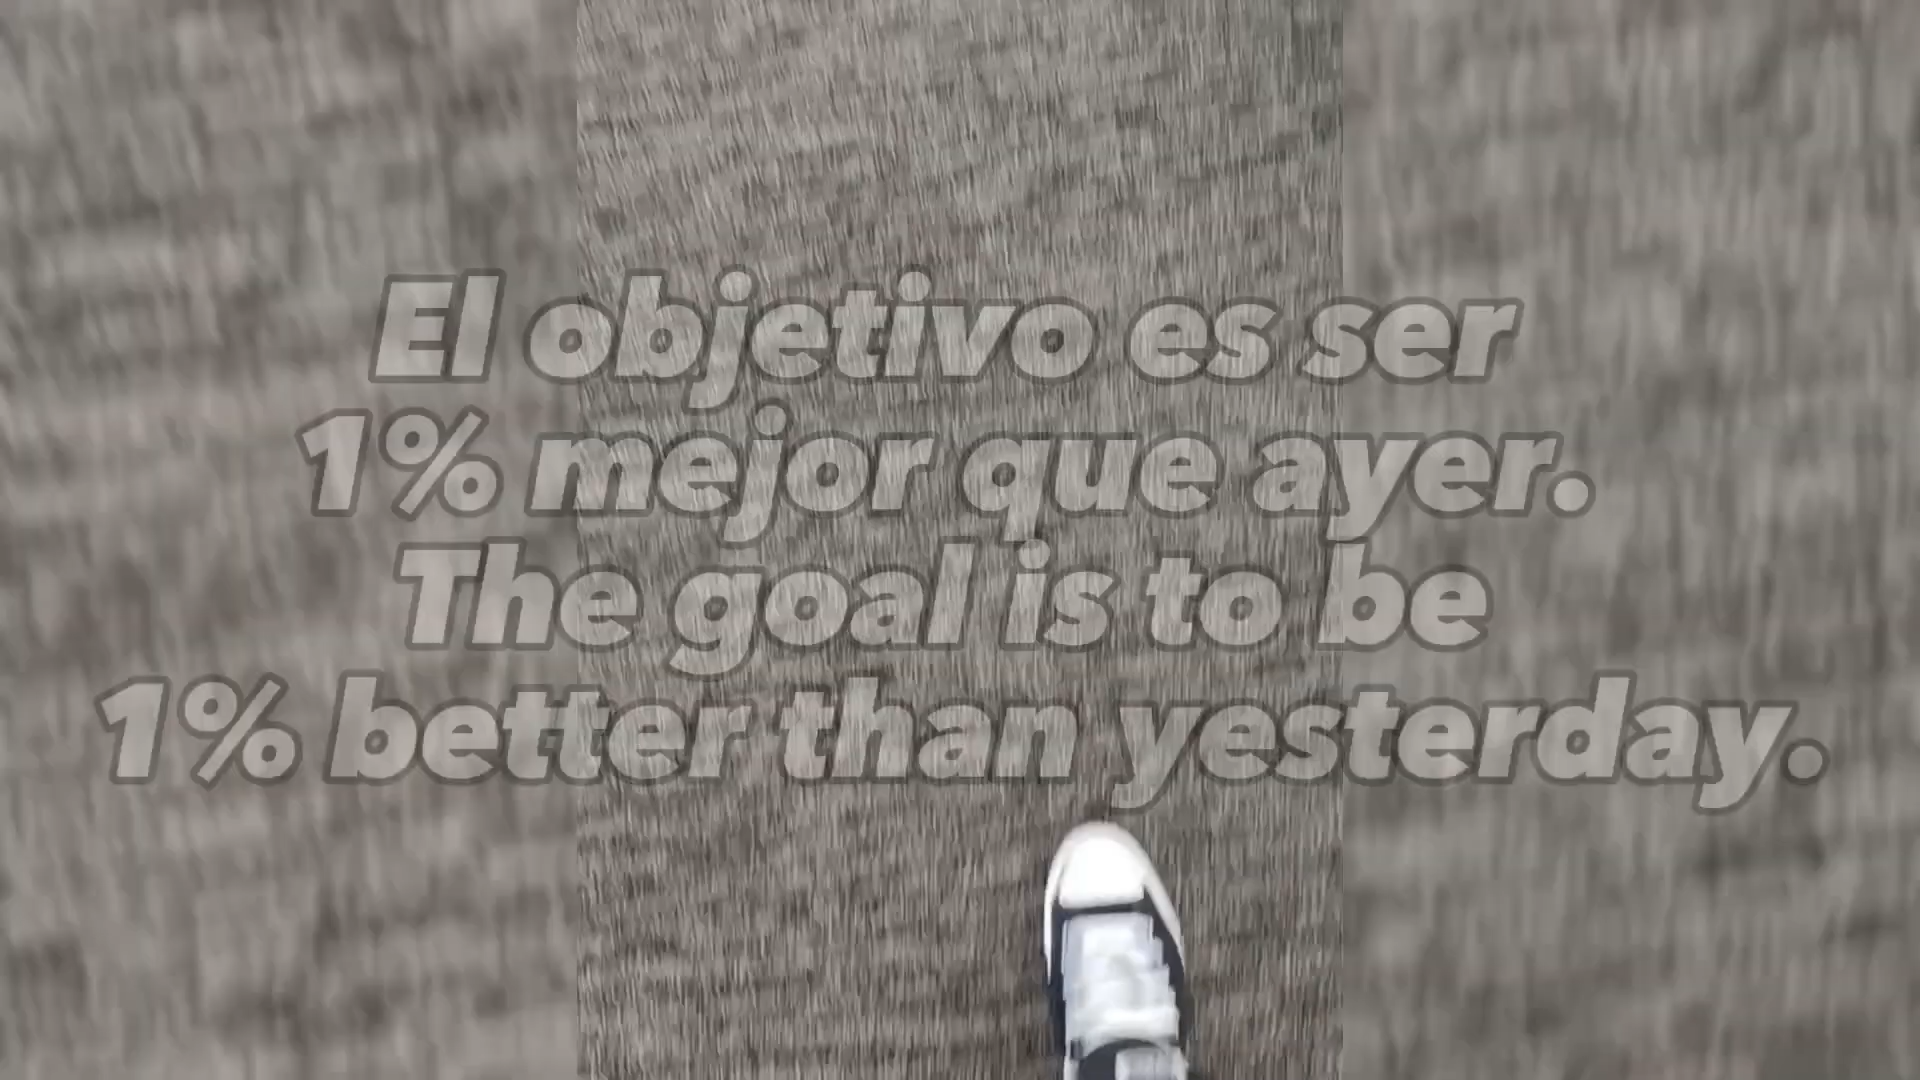 El objetivo es ser
1% mejor que ayer.
The goal is to be
1% better than yesterday.